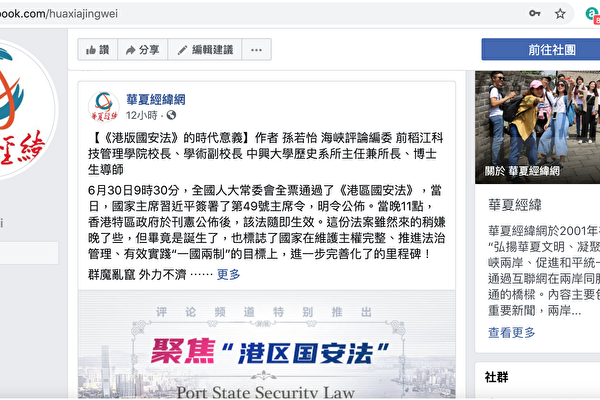 book.com/huaxiajingwei
讚
分享
編輯建議
前往社團
華夏經緯網
12小時
【《港版國安法》的時代意義】作者 孫若怡 海峽評論編委 前稻江科
技管理學院校長、學術副校長 中興大學歷史系所主任兼所長、博士
生導師
6月30日9時30分，全國人大常委會全票通過了《港區國安法》，當
日，國家主席習近平簽署了第49號主席令，明令公佈。當晚11點，
香港特區政府於刊憲公佈後，該法隨即生效。這份法案雖然來的稍嫌
晚了些，但畢竟是誕生了，也標誌了國家在維護主權完整、推進法治
管理、有效實踐“一國兩制”的目標上，進一步完善化了的里程碑！
群魔亂竄 外力不濟 …… 更多
评论频道特别推出
聚焦“港区国安法”
Port State Security Law
關於 華夏經緯網
華夏經緯
華夏經緯網於2001年
“弘揚華夏文明、凝聚
峽兩岸、促進和平統一
通過互聯網在兩岸同
通的橋樑。內容主要
重要新聞，兩岸...
查看更多
社群